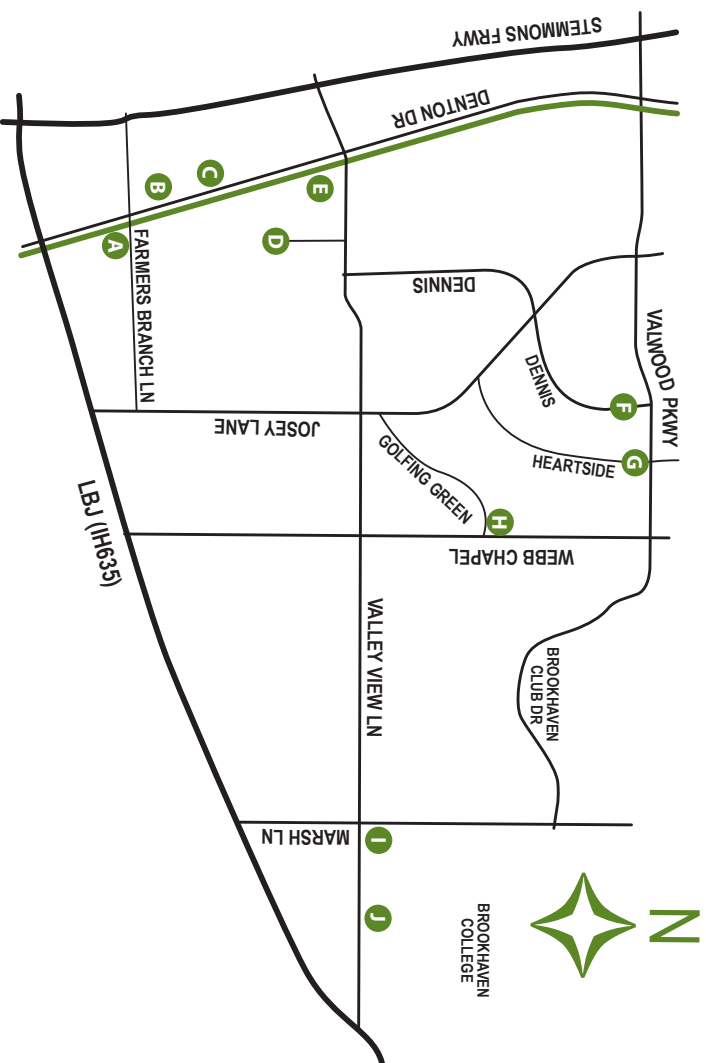 STEMMONS FRWY
DENTON DR
B
C
E
A
D
FARMERS BRANCH LN
DENNIS
VALWOOD PKWY
DENNIS
F
JOSEY LANE
GOLFING GREEN
HEARTSIDE
G
H
LBJ (IH635)
WEBB CHAPEL
VALLEY VIEW LN
BROOKHAVEN
CLUB DR
MARSH LN
I
J
BROOKHAVEN
COLLEGE
N